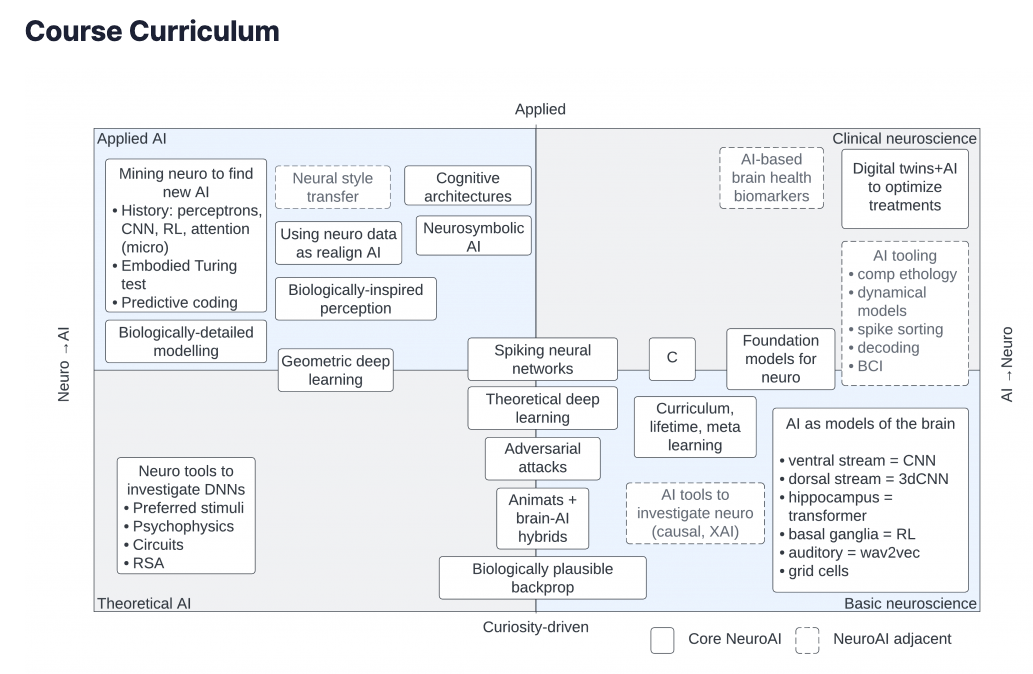 Course Curriculum
Applied
Applied AI
Clinical neuroscience
Mining neuro to find
new AI
• History: perceptrons,
CNN, RL, attention
(micro)
• Embodied Turing
test
• Predictive coding
Neural style
transfer
Cognitive
architectures
Using neuro data
as realign AI
Neurosymbolic
AI
Biologically-inspired
perception
Biologically-detailed
modelling
Geometric deep
learning
AI-based
brain health
biomarkers
Digital twins+AI
to optimize
treatments
AI tooling
• comp ethology
• dynamical
models
• spike sorting
• decoding
• BCI
Spiking neural
networks
C
Foundation
models for
neuro
Neuro →AI
AI →Neuro
Theoretical deep
learning
Curriculum,
lifetime, meta
learning
AI as models of the brain
• ventral stream = CNN
• dorsal stream = 3dCNN
• hippocampus =
transformer
• basal ganglia = RL
• auditory = wav2vec
• grid cells
Adversarial
attacks
Neuro tools to
investigate DNNs
• Preferred stimuli
• Psychophysics
• Circuits
• RSA
Animats +
brain-AI
hybrids
AI tools to
investigate neuro
(causal, XAI)
Biologically plausible
backprop
Theoretical AI
Basic neuroscience
Curiosity-driven
Core NeuroAI
NeuroAI adjacent